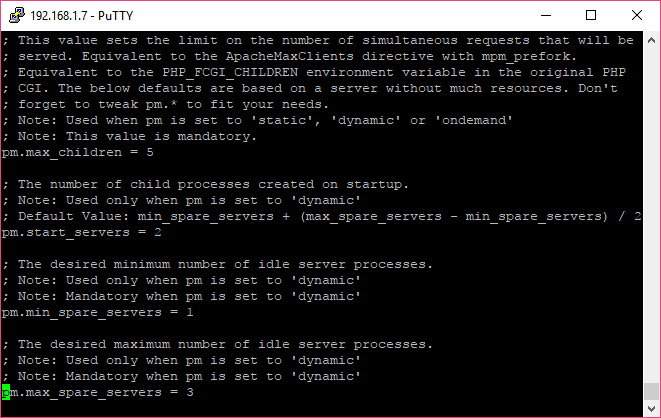 192.168.1.7 - PuTTY
; This value sets the limit on the number of simultaneous requests that will be
; served. Equivalent to the ApacheMaxClients directive with mpm_prefork.
; Equivalent to the PHP_FCGI_CHILDREN environment variable in the original PHP
; CGI. The below defaults are based on a server without much resources. Don't
; forget to tweak pm.* to fit your needs.
; Note: Used when pm is set to 'static', 'dynamic' or 'ondemand'
; Note: This value is mandatory.
pm.max_children = 5
; The number of child processes created on startup.
; Note: Used only when pm is set to 'dynamic'
; Default Value: min_spare_servers + (max_spare_servers - min_spare_servers) / 2
pm.start_servers = 2
; The desired minimum number of idle server processes.
; Note: Used only when pm is set to 'dynamic'
; Note: Mandatory when pm is set to 'dynamic'
pm.min_spare_servers = 1
; The desired maximum number of idle server processes.
; Note: Used only when pm is set to 'dynamic'
; Note: Mandatory when pm is set to 'dynamic'
pm.max_spare_servers = 3